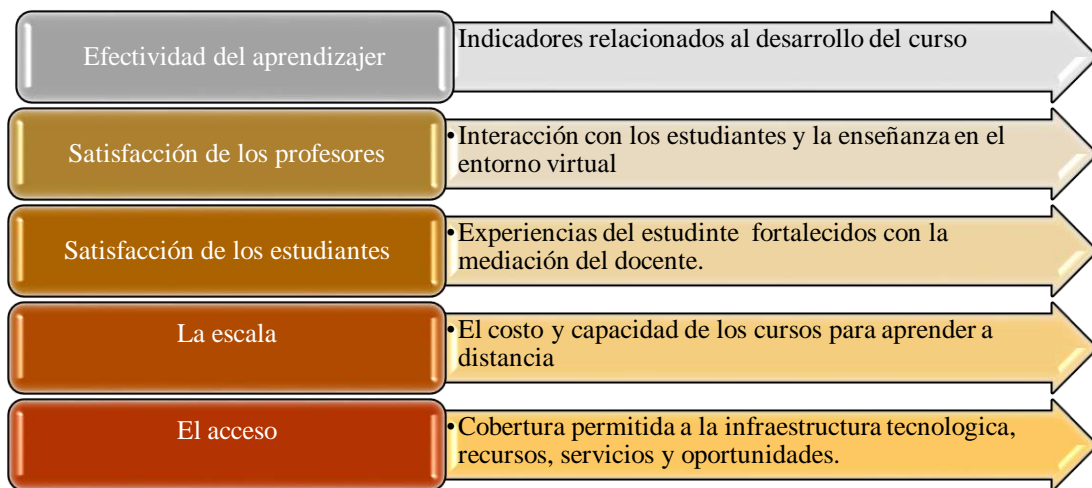 Efectividad del aprendizajer
Indicadores relacionados al desarrollo del curso
Satisfacción de los profesores
•Interacción con los estudiantes y la enseñanza en el
entorno virtual
Satisfacción de los estudiantes
•Experiencias del estudinte fortalecidos con la
mediación del docente.
La escala
•El costo y capacidad de los cursos para aprender a
distancia
El acceso
•Cobertura permitida a la infraestructura tecnologica,
recursos, servicios y oportunidades.